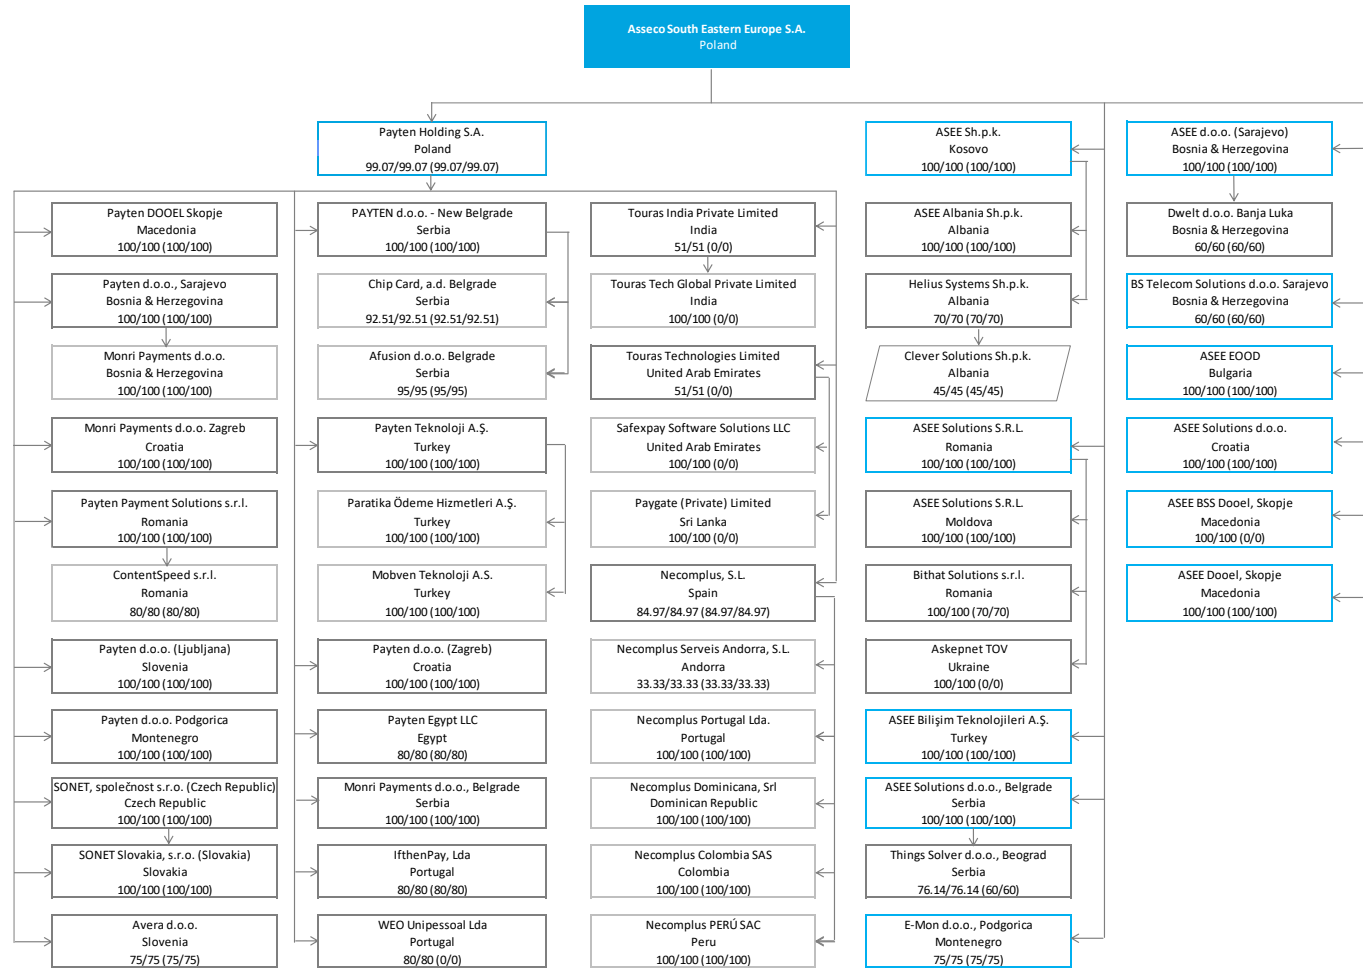 Asseco South Eastern Europe S.A.
Poland
Payten Holding S.A.
Poland
99.07/99.07 (99.07/99.07)
Payten DOOEL Skopje
Macedonia
100/100 (100/100)
Payten d.o.o., Sarajevo
Bosnia & Herzegovina
100/100 (100/100)
Monri Payments d.o.o.
Bosnia & Herzegovina
100/100 (100/100)
Monri Payments d.o.o. Zagreb
Croatia
100/100 (100/100)
Payten Payment Solutions s.r.l.
Romania
100/100 (100/100)
ContentSpeed s.r.l.
Romania
80/80 (80/80)
Payten d.o.o. (Ljubljana)
Slovenia
100/100 (100/100)
Payten d.o.o. Podgorica
Montenegro
100/100 (100/100)
SONET, společnost s.r.o. (Czech Republic)
Czech Republic
100/100 (100/100)
SONET Slovakia, s.r.o. (Slovakia)
Slovakia
100/100 (100/100)
Avera d.o.o.
Slovenia
75/75 (75/75)
PAYTEN d.o.o. - New Belgrade
Serbia
100/100 (100/100)
Chip Card, a.d. Belgrade
Serbia
92.51/92.51 (92.51/92.51)
Afusion d.o.o. Belgrade
Serbia
95/95 (95/95)
Payten Teknoloji A.Ş.
Turkey
100/100 (100/100)
Paratika Ödeme Hizmetleri A.Ş.
Turkey
100/100 (100/100)
Mobven Teknoloji A.S.
Turkey
100/100 (100/100)
Payten d.o.o. (Zagreb)
Croatia
100/100 (100/100)
Payten Egypt LLC
Egypt
80/80 (80/80)
Monri Payments d.o.o., Belgrade
Serbia
100/100 (100/100)
IfthenPay, Lda
Portugal
80/80 (80/80)
WEO Unipessoal Lda
Portugal
80/80 (0/0)
Touras India Private Limited
India
51/51 (0/0)
Touras Tech Global Private Limited
India
100/100 (0/0)
Touras Technologies Limited
United Arab Emirates
51/51 (0/0)
Safexpay Software Solutions LLC
United Arab Emirates
100/100 (0/0)
Paygate (Private) Limited
Sri Lanka
100/100 (0/0)
Necomplus, S.L.
Spain
84.97/84.97 (84.97/84.97)
Necomplus Serveis Andorra, S.L.
Andorra
33.33/33.33 (33.33/33.33)
Necomplus Portugal Lda.
Portugal
100/100 (100/100)
Necomplus Dominicana, Srl
Dominican Republic
100/100 (100/100)
Necomplus Colombia SAS
Colombia
100/100 (100/100)
Necomplus PERÚ SAC
Peru
100/100 (100/100)
ASEE Sh.p.k.
Kosovo
100/100 (100/100)
ASEE Albania Sh.p.k.
Albania
100/100 (100/100)
Helius Systems Sh.p.k.
Albania
70/70 (70/70)
Clever Solutions Sh.p.k.
Albania
45/45 (45/45)
ASEE Solutions S.R.L.
Romania
100/100 (100/100)
ASEE Solutions S.R.L.
Moldova
100/100 (100/100)
Bithat Solutions s.r.l.
Romania
100/100 (70/70)
Askepnet TOV
Ukraine
100/100 (0/0)
ASEE Bilişim Teknolojileri A.Ş.
Turkey
100/100 (100/100)
ASEE Solutions d.o.o., Belgrade
Serbia
100/100 (100/100)
Things Solver d.o.o., Beograd
Serbia
76.14/76.14 (60/60)
E-Mon d.o.o., Podgorica
Montenegro
75/75 (75/75)
ASEE d.o.o. (Sarajevo)
Bosnia & Herzegovina
100/100 (100/100)
Dwelt d.o.o. Banja Luka
Bosnia & Herzegovina
60/60 (60/60)
BS Telecom Solutions d.o.o. Sarajevo
Bosnia & Herzegovina
60/60 (60/60)
ASEE EOOD
Bulgaria
100/100 (100/100)
ASEE Solutions d.o.o.
Croatia
100/100 (100/100)
ASEE BSS Dooel, Skopje
Macedonia
100/100 (0/0)
ASEE Dooel, Skopje
Macedonia
100/100 (100/100)